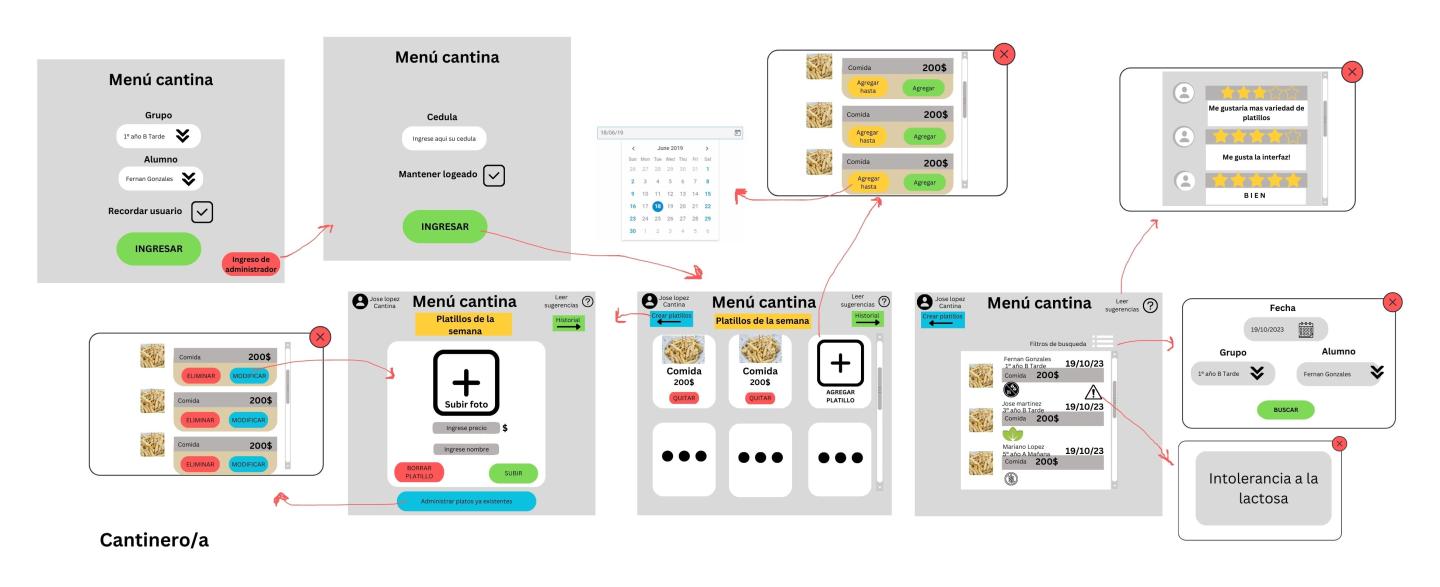 Menú cantina
Grupo
1º año B Tarde
Alumno
Fernan Gonzales
Recordar usuario
INGRESAR
Ingreso de
administrador
Menú cantina
Cedula
Ingrese aqui su cedula
Mantener logeado
INGRESAR
18/06/19
June 2019
Sun Mon Tue Wed Thu Fri Sat
26 27 28 29 30 31 1
2 3 4 5 6 7 8
9 10 11 12 13 14 15
16 17 18 19 20 21 22
23 24 25 26 27 28 29
30 1 2 3 4 5 6
Comida 200$
Agregar
hasta
Agregar
Comida 200$
Agregar
hasta
Agregar
Comida 200$
Agregar
hasta
Agregar
Me gustaria mas variedad de
platillos
Me gusta la interfaz!
BIEN
Comida 200$
ELIMINAR MODIFICAR
Comida 200$
ELIMINAR MODIFICAR
Comida 200$
ELIMINAR MODIFICAR
Jose lopez
Cantina
Menú cantina
Leer
sugerencias
Platillos de la
semana
Historial
Subir foto
Ingrese precio $
Ingrese nombre
BORRAR
PLATILLO
SUBIR
Administrar platos ya existentes
Jose lopez
Cantina
Menú cantina
Leer
sugerencias
Crear platillos
Platillos de la semana
Historial
Comida
200$
QUITAR
Comida
200$
QUITAR
AGREGAR
PLATILLO
Jose lopez
Cantina
Menú cantina
Leer
sugerencias
Crear platillos
Filtros de busqueda
Fernan Gonzales
1º año B Tarde
19/10/23
Comida 200$
Jose martinez
3º año B Tarde
19/10/23
Comida 200$
Mariano Lopez
5º año A Mañana
19/10/23
Comida 200$
Fecha
19/10/2023
Grupo
1º año B Tarde
Alumno
Fernan Gonzales
BUSCAR
Intolerancia a la
lactosa
Cantinero/a